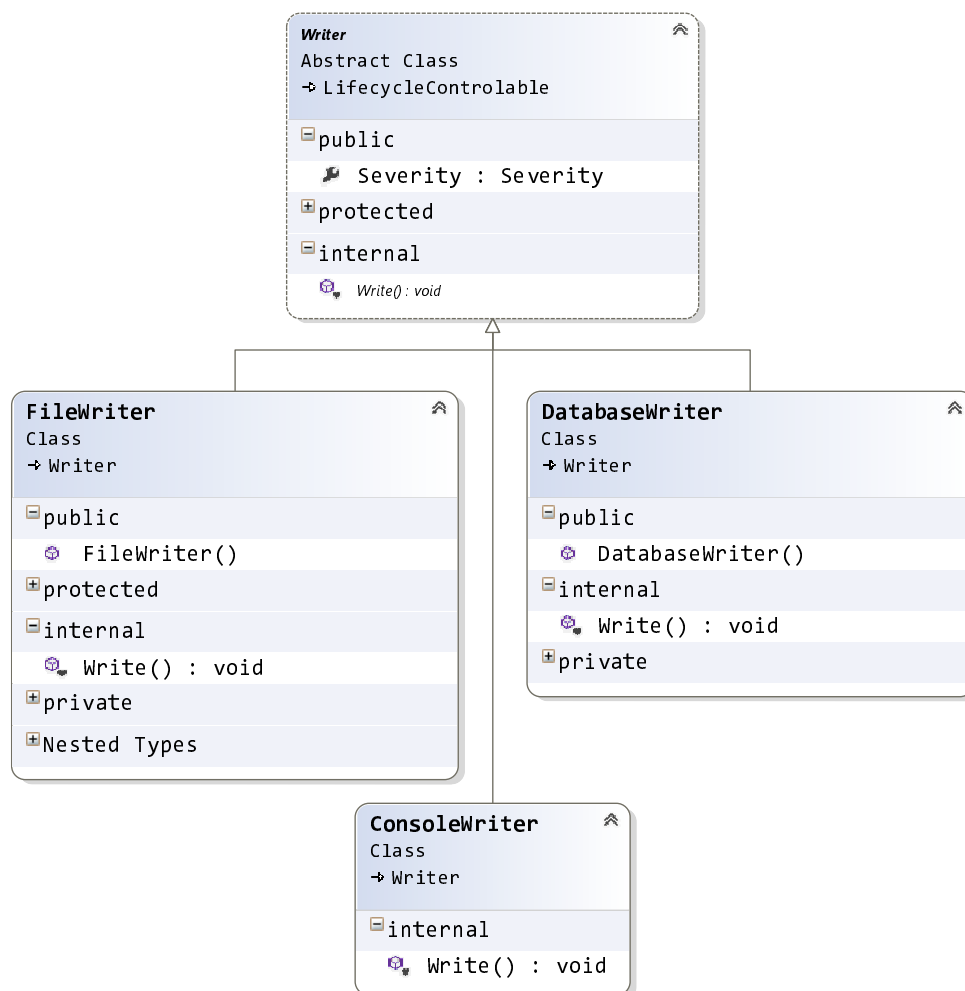 Writer
Abstract Class
LifecycleControlable
public
Severity : Severity
protected
internal
Write() : void
FileWriter
Class
Writer
public
FileWriter()
protected
internal
Write() : void
private
Nested Types
DatabaseWriter
Class
Writer
public
DatabaseWriter()
internal
Write() : void
private
ConsoleWriter
Class
Writer
internal
Write() : void